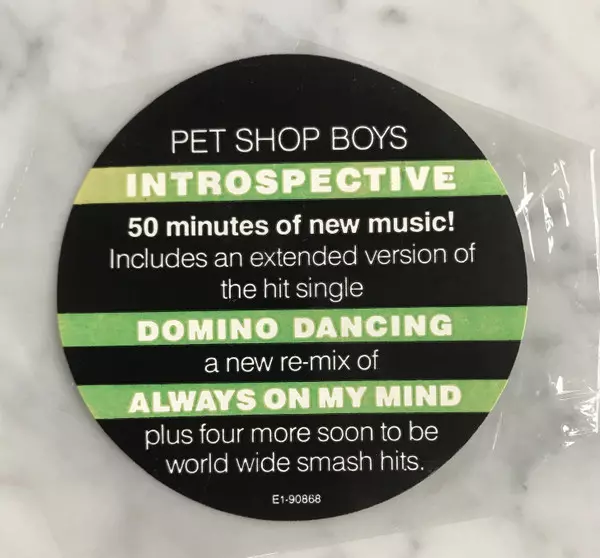 PET SHOP BOYS
INTROSPECTIVE
50 minutes of new music!
Includes an extended version of
the hit single
DOMINO DANCING
a new re-mix of
ALWAYS ON MY MIND
plus four more soon to be
world wide smash hits.
E1-90868